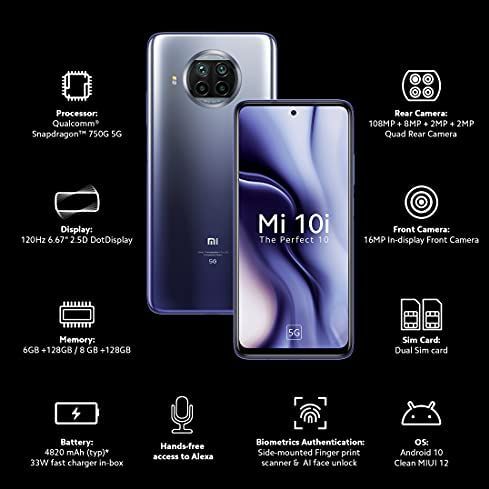 Processor:
Qualcomm®
Snapdragon™ 750G 5G
Rear Camera:
108MP + 8MP + 2MP + 2MP
Quad Rear Camera
Display:
120Hz 6.67" 2.5D DotDisplay
mi
5G
Mi 10i
The Perfect 10
5G
Front Camera:
16MP In-display Front Camera
Memory:
6GB +128GB / 8 GB +128GB
Sim Card:
Dual Sim card
Battery:
4820 mAh (typ)*
33W fast charger in-box
Hands-free
access to Alexa
Biometrics Authentication:
Side-mounted Finger print
scanner & AI face unlock
OS:
Android 10
Clean MIUI 12